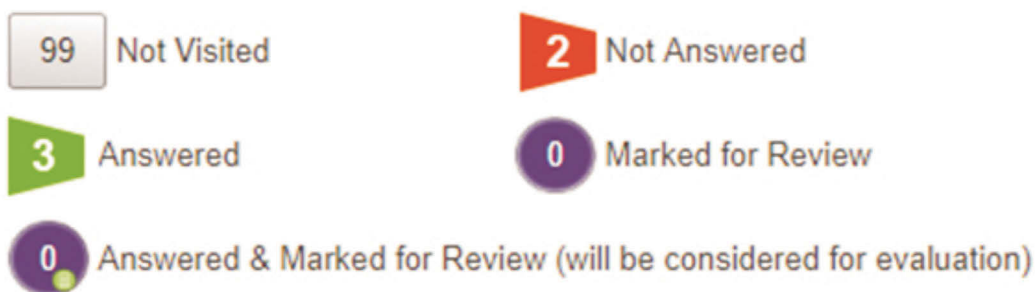 99 Not Visited 2 Not Answered
3 Answered 0 Marked for Review
0 Answered & Marked for Review (will be considered for evaluation)